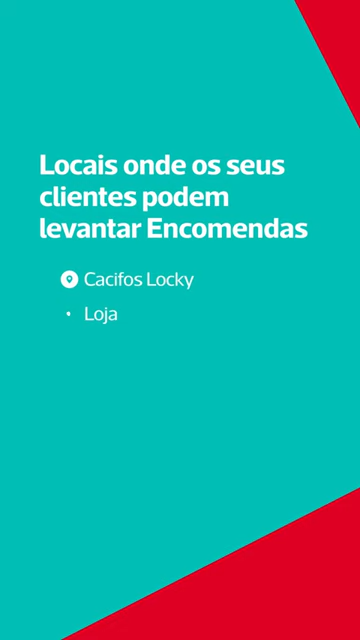 Locais onde os seus
clientes podem
levantar Encomendas
Cacifos Locky
Loja